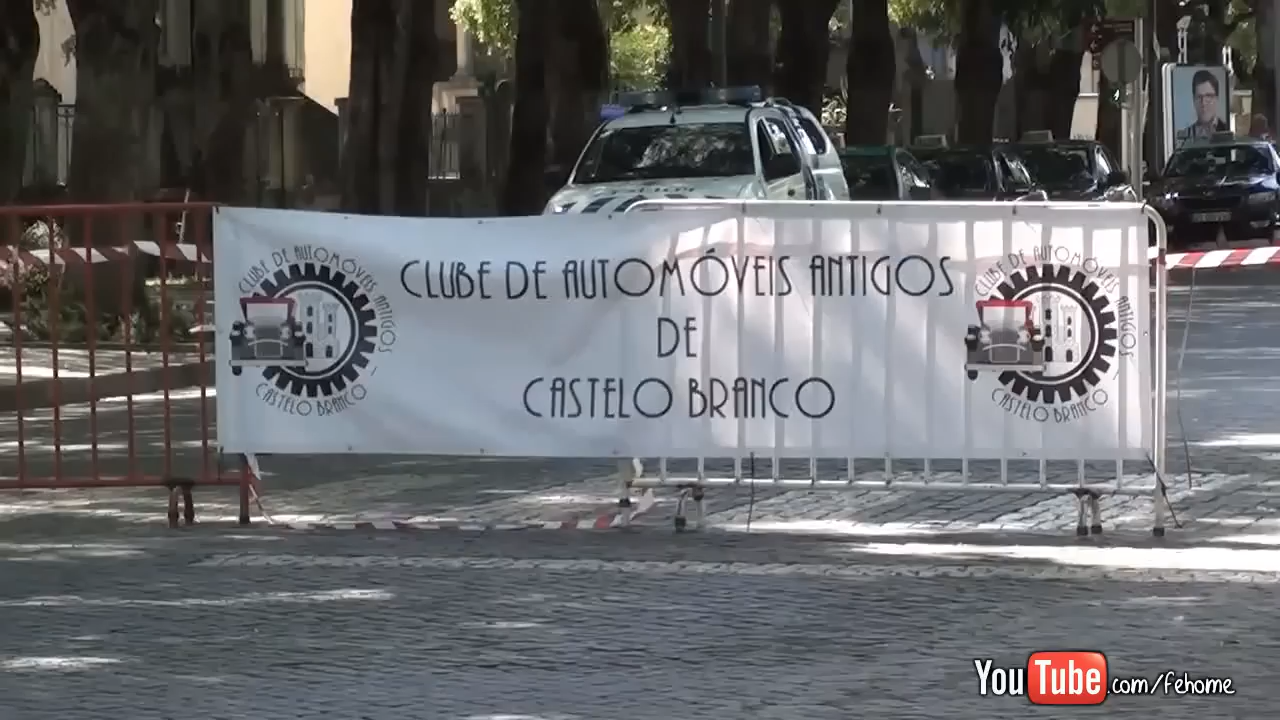 CLUBE DE AUTOMÓVEIS ANTIGOS
DE
CASTELO BRANCO
CLUBE DE AUTOMÓVEIS ANTIGOS –
CASTELO BRANCO
CLUBE DE AUTOMÓVEIS ANTIGOS –
CASTELO BRANCO
YouTube.com/fehome